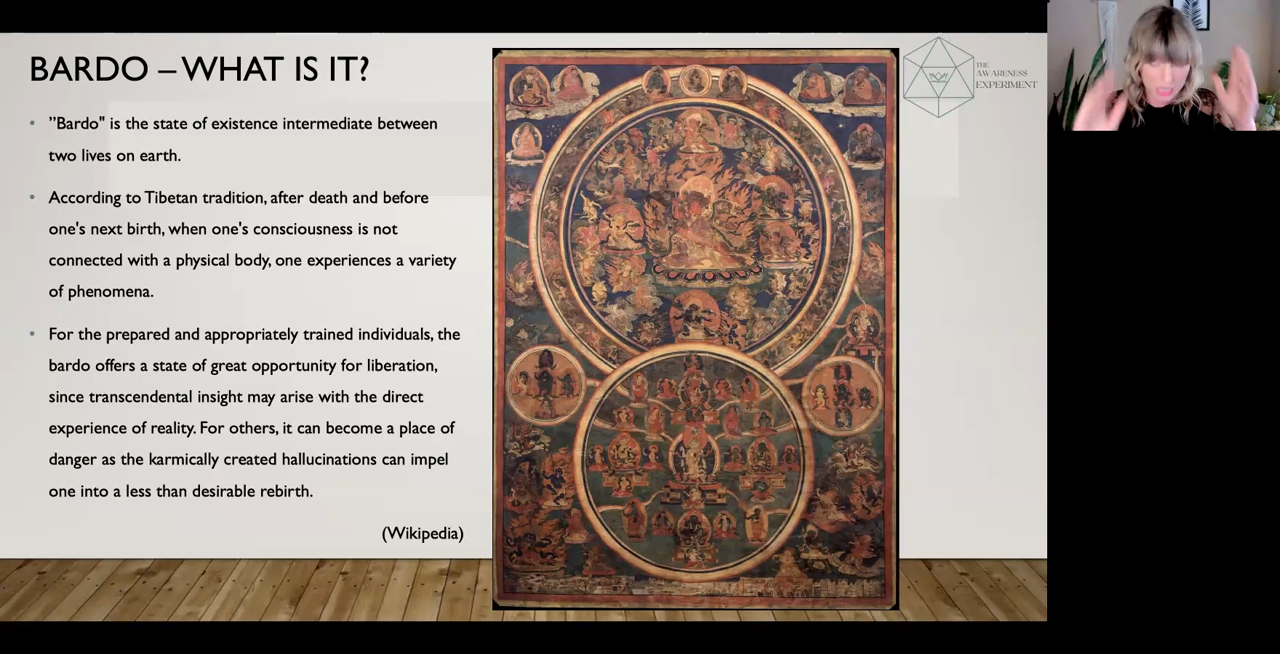 BARDO – WHAT IS IT?
”Bardo" is the state of existence intermediate between
two lives on earth.
According to Tibetan tradition, after death and before
one's next birth, when one's consciousness is not
connected with a physical body, one experiences a variety
of phenomena.
For the prepared and appropriately trained individuals, the
bardo offers a state of great opportunity for liberation,
since transcendental insight may arise with the direct
experience of reality. For others, it can become a place of
danger as the karmically created hallucinations can impel
one into a less than desirable rebirth.
(Wikipedia)
THE
AWARENESS
EXPERIMENT